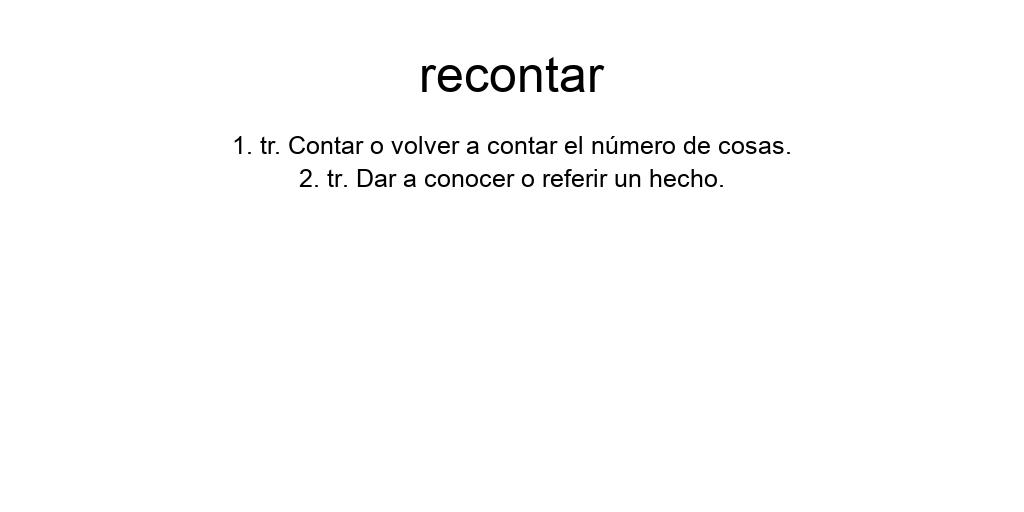 recontar
1. tr. Contar o volver a contar el número de cosas.
2. tr. Dar a conocer o referir un hecho.